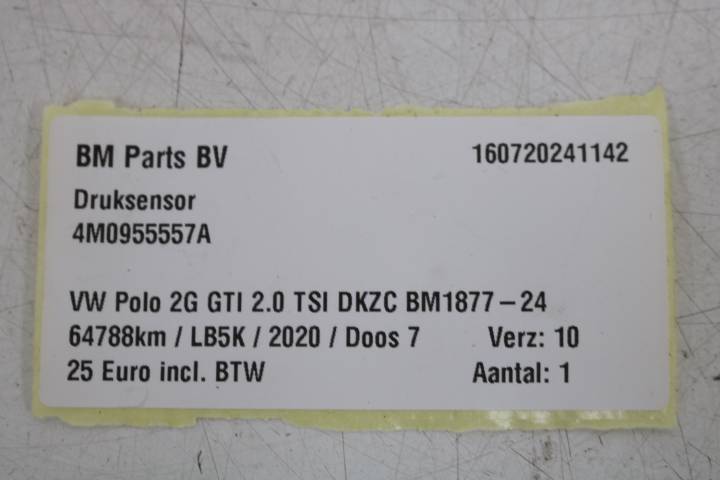 BM Parts BV 160720241142
Druksensor
4M0955557A
VW Polo 2G GTI 2.0 TSI DKZC BM1877-24
64788km / LB5K / 2020 / Doos 7 Verz: 10
25 Euro incl. BTW Aantal: 1